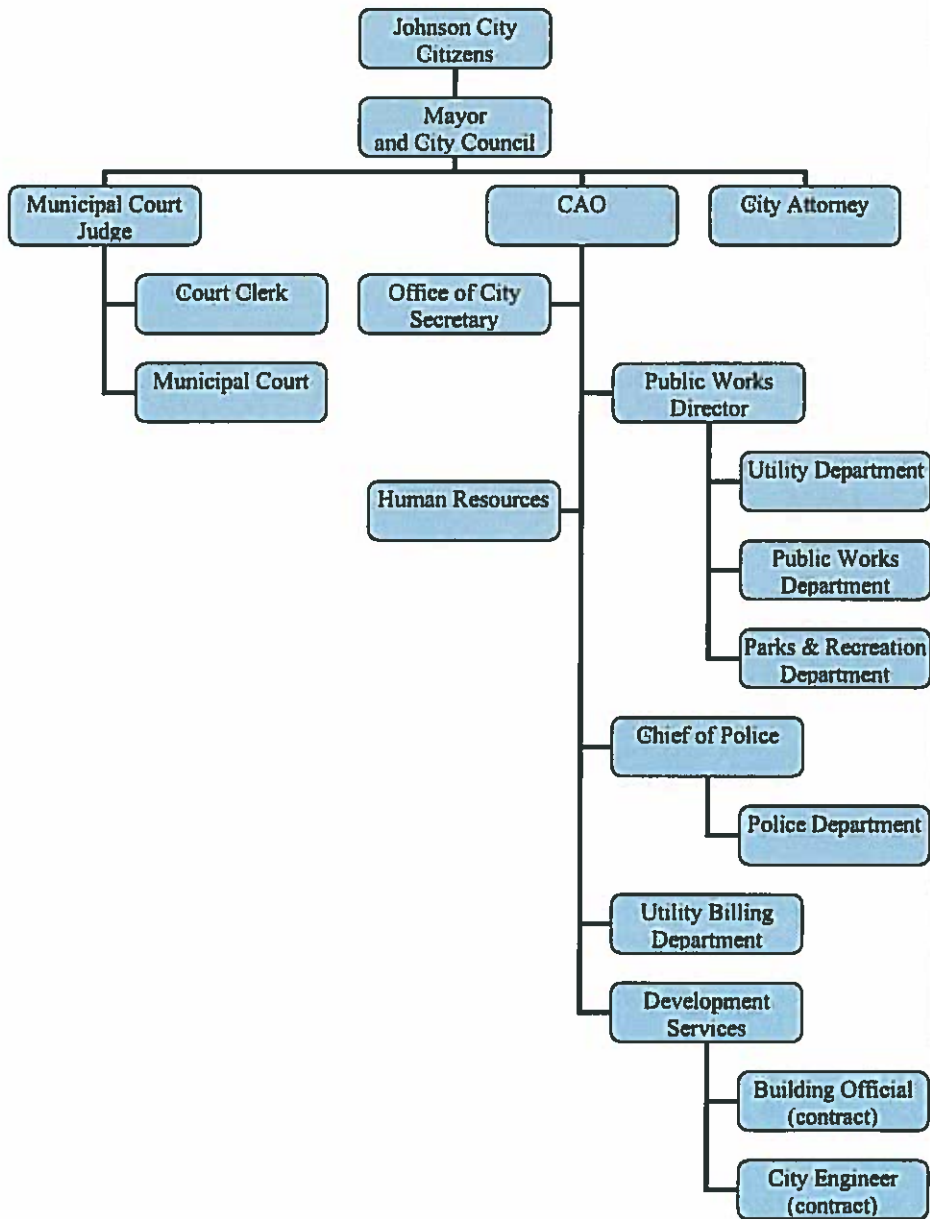 Johnson City
Citizens
Mayor
and City Council
Municipal Court
Judge
CAO
City Attorney
Court Clerk
Office of City
Secretary
Municipal Court
Public Works
Director
Utility Department
Human Resources
Public Works
Department
Parks & Recreation
Department
Chief of Police
Police Department
Utility Billing
Department
Development
Services
Building Official
(contract)
City Engineer
(contract)